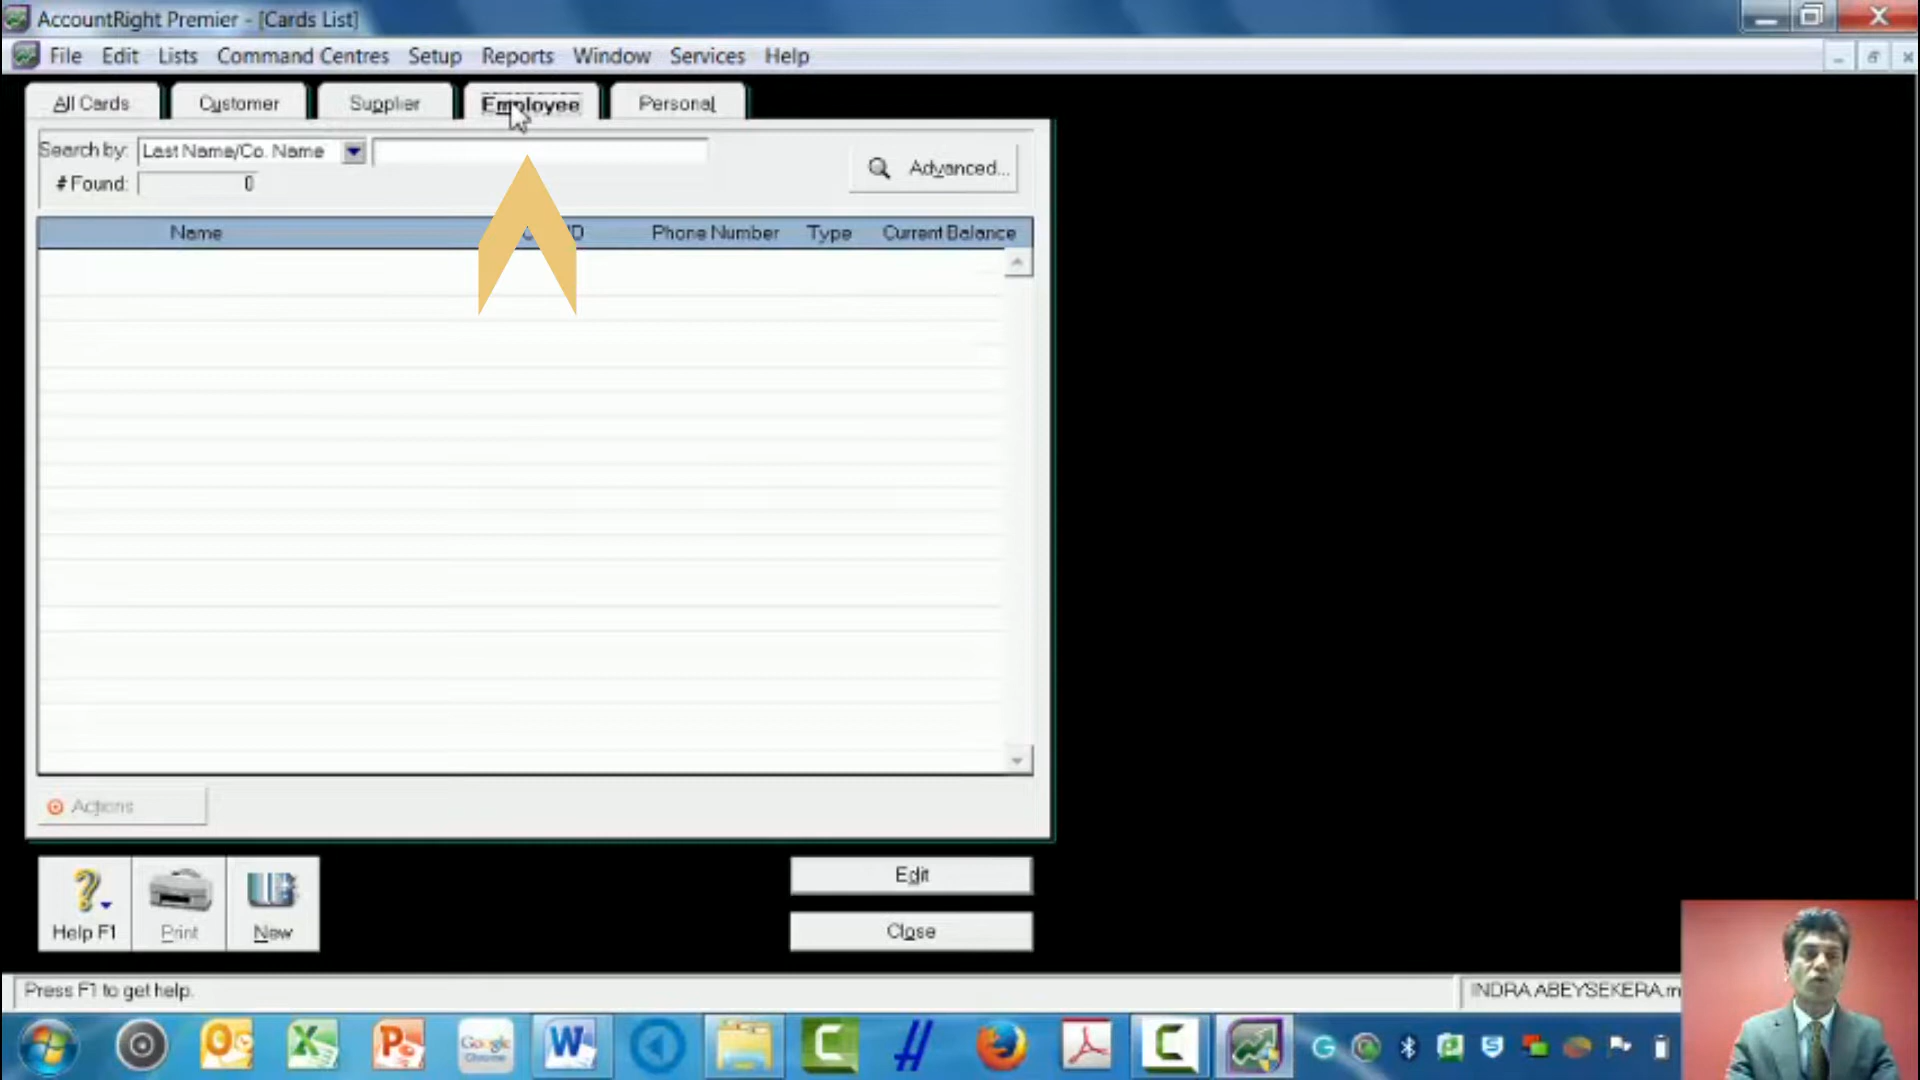 AccountRight Premier - [Cards List]
File Edit Lists Command Centres Setup Reports Window Services Help
All Cards Customer Supplier Employee Personal
Search by: Last Name/Co. Name
Advanced...
# Found: 0
Name D Phone Number Type Current Balance
Actions
Edit
Help F1 Print New
Close
Press F1 to get help.
INDRA ABEYSEKERA.m
Google